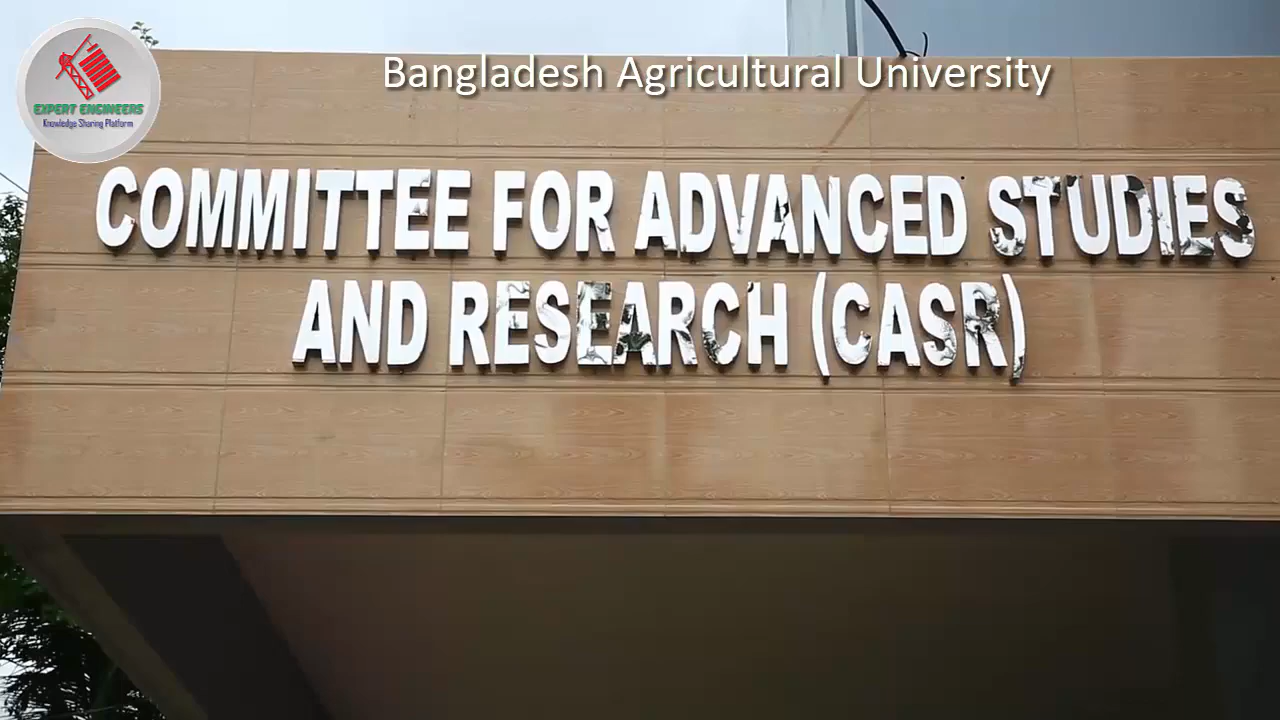 EXPERT ENGINEERS
Knowledge Sharing Platform
Bangladesh Agricultural University
COMMITTEE FOR ADVANCED STUDIES
AND RESEARCH (CASR)